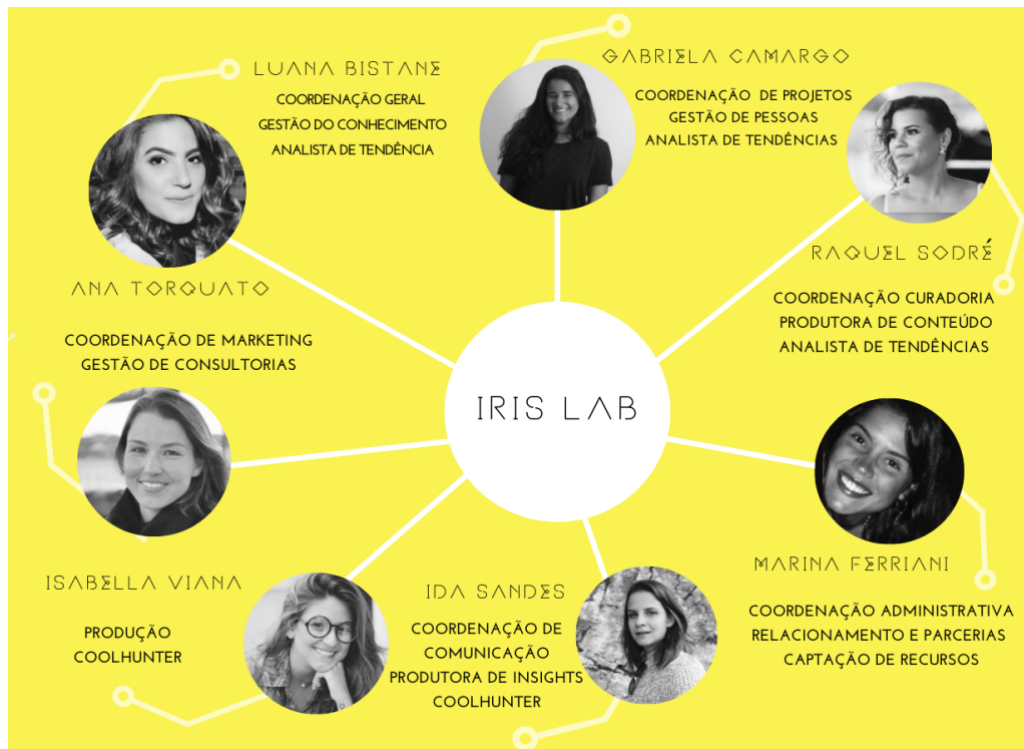 LUANA BISTANE
COORDENAÇÃO GERAL
GESTÃO DO CONHECIMENTO
ANALISTA DE TENDÊNCIA
GABRIELA CAMARGO
COORDENAÇÃO DE PROJETOS
GESTÃO DE PESSOAS
ANALISTA DE TENDÊNCIAS
RAQUEL SODRÉ
COORDENAÇÃO CURADORIA
PRODUTORA DE CONTEÚDO
ANALISTA DE TENDÊNCIAS
ANA TORQUATO
COORDENAÇÃO DE MARKETING
GESTÃO DE CONSULTORIAS
IRIS LAB
MARINA FERRIANI
COORDENAÇÃO ADMINISTRATIVA
RELACIONAMENTO E PARCERIAS
CAPTAÇÃO DE RECURSOS
ISABELLA VIANA
PRODUÇÃO
COOLHUNTER
IDA SANDES
COORDENAÇÃO DE
COMUNICAÇÃO
PRODUTORA DE INSIGHTS
COOLHUNTER